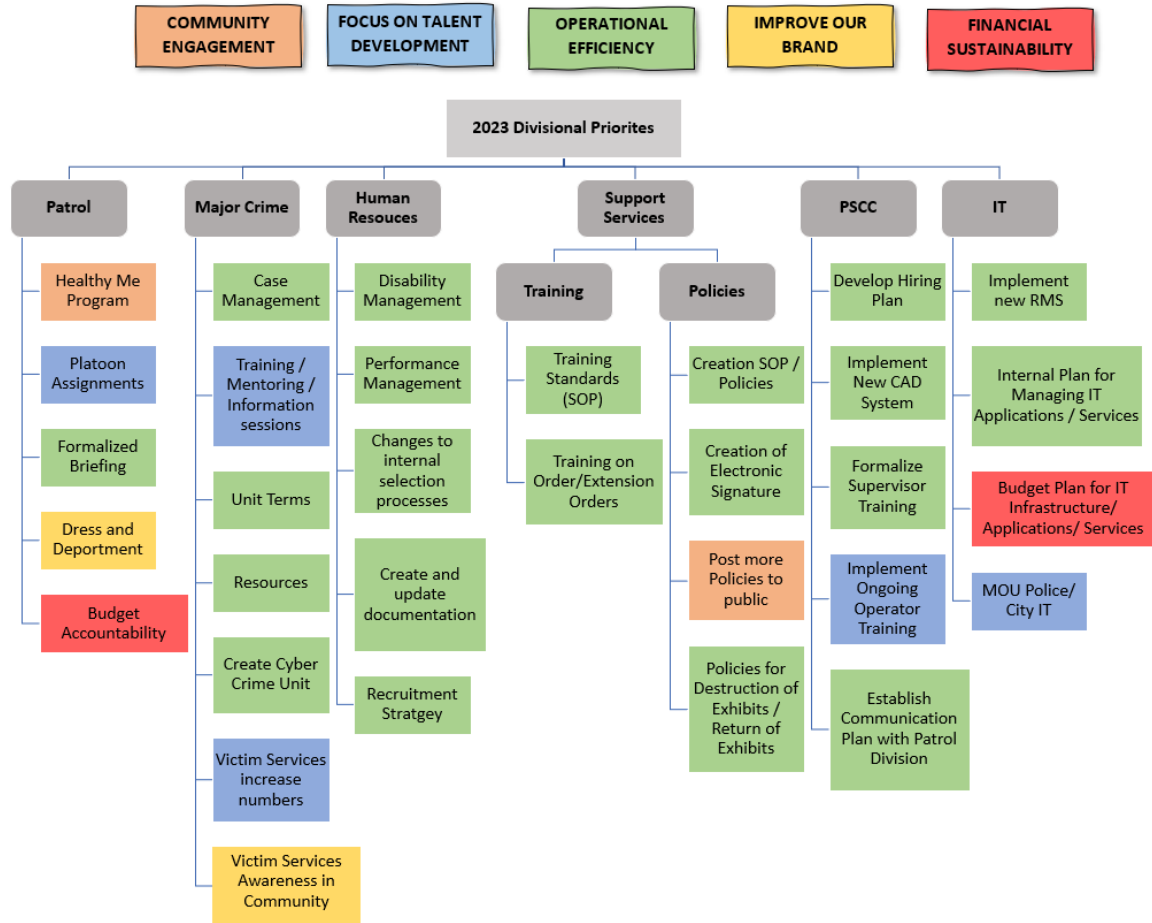 COMMUNITY
ENGAGEMENT
FOCUS ON TALENT
DEVELOPMENT
OPERATIONAL
EFFICIENCY
IMPROVE OUR
BRAND
FINANCIAL
SUSTAINABILITY
2023 Divisional Priorites
Patrol
Healthy Me
Program
Platoon
Assignments
Formalized
Briefing
Dress and
Deportment
Budget
Accountability
Major Crime
Case
Management
Training /
Mentoring /
Information
sessions
Unit Terms
Resources
Create Cyber
Crime Unit
Victim Services
increase
numbers
Victim Services
Awareness in
Community
Human
Resouces
Disability
Management
Performance
Management
Changes to
internal
selection
processes
Create and
update
documentation
Recruitment
Stratgey
Support
Services
Training
Training
Standards
(SOP)
Training on
Order/Extension
Orders
Policies
Creation SOP /
Policies
Creation of
Electronic
Signature
Post more
Policies to
public
Policies for
Destruction of
Exhibits /
Return of
Exhibits
PSCC
Develop Hiring
Plan
Implement
New CAD
System
Formalize
Supervisor
Training
Implement
Ongoing
Operator
Training
Establish
Communication
Plan with Patrol
Division
IT
Implement
new RMS
Internal Plan for
Managing IT
Applications / Services
Budget Plan for IT
Infrastructure/
Applications/ Services
MOU Police/
City IT